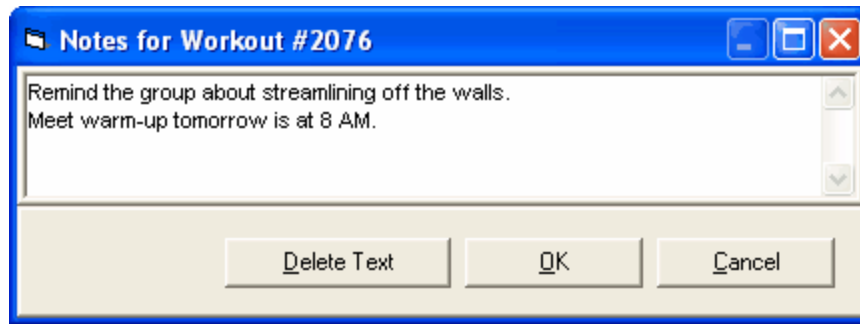 Notes for Workout #2076
Remind the group about streamlining off the walls.
Meet warm-up tomorrow is at 8 AM.
Delete Text OK Cancel